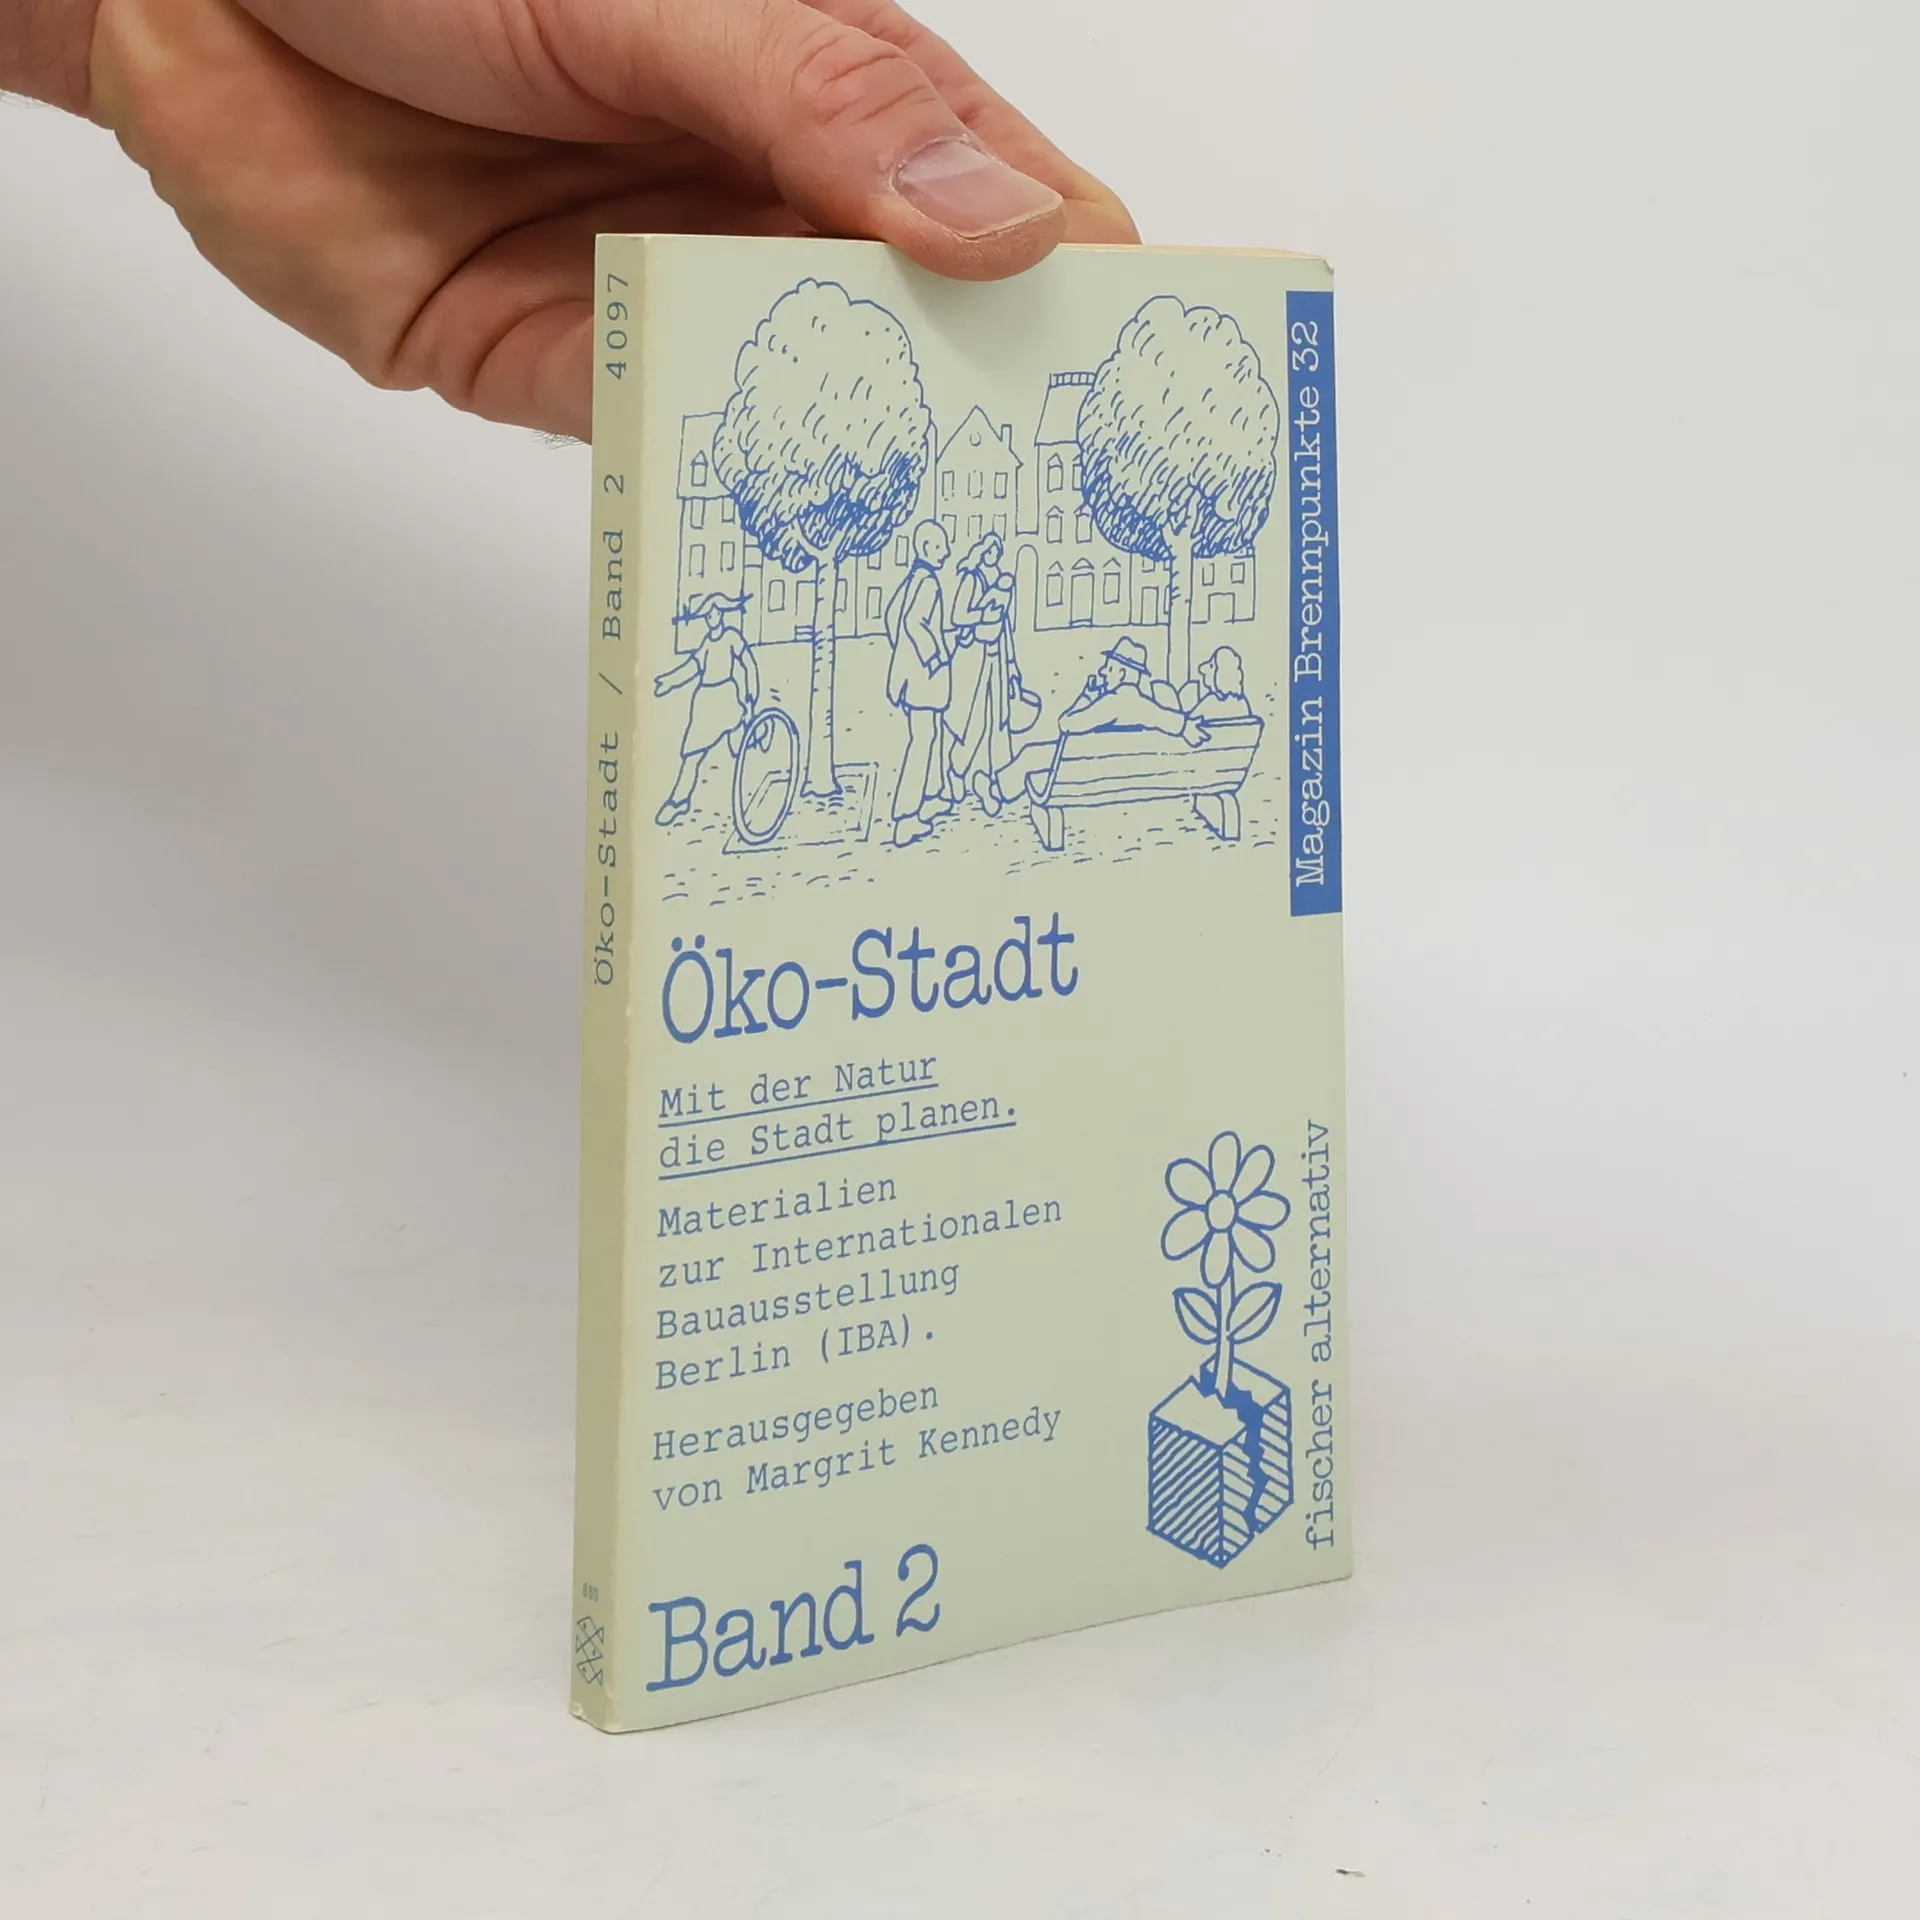 Öko-Stadt / Band 2 4097
Magazin Brennpunkte 32
Öko-Stadt
Mit der Natur
die Stadt planen.
Materialien
zur Internationalen
Bauausstellung
Berlin (IBA).
Herausgegeben
von Margrit Kennedy
Band 2
fischer alternativ